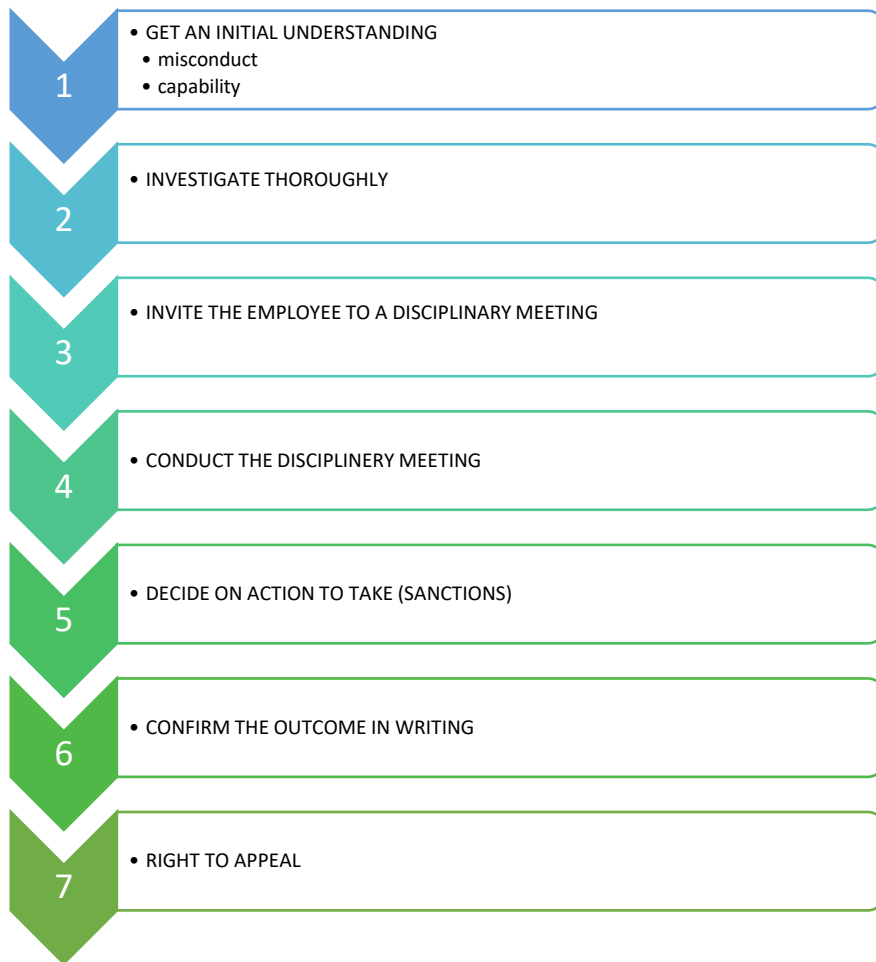 1
• GET AN INITIAL UNDERSTANDING
• misconduct
• capability
2
• INVESTIGATE THOROUGHLY
3
• INVITE THE EMPLOYEE TO A DISCIPLINARY MEETING
4
• CONDUCT THE DISCIPLINERY MEETING
5
• DECIDE ON ACTION TO TAKE (SANCTIONS)
6
• CONFIRM THE OUTCOME IN WRITING
7
• RIGHT TO APPEAL